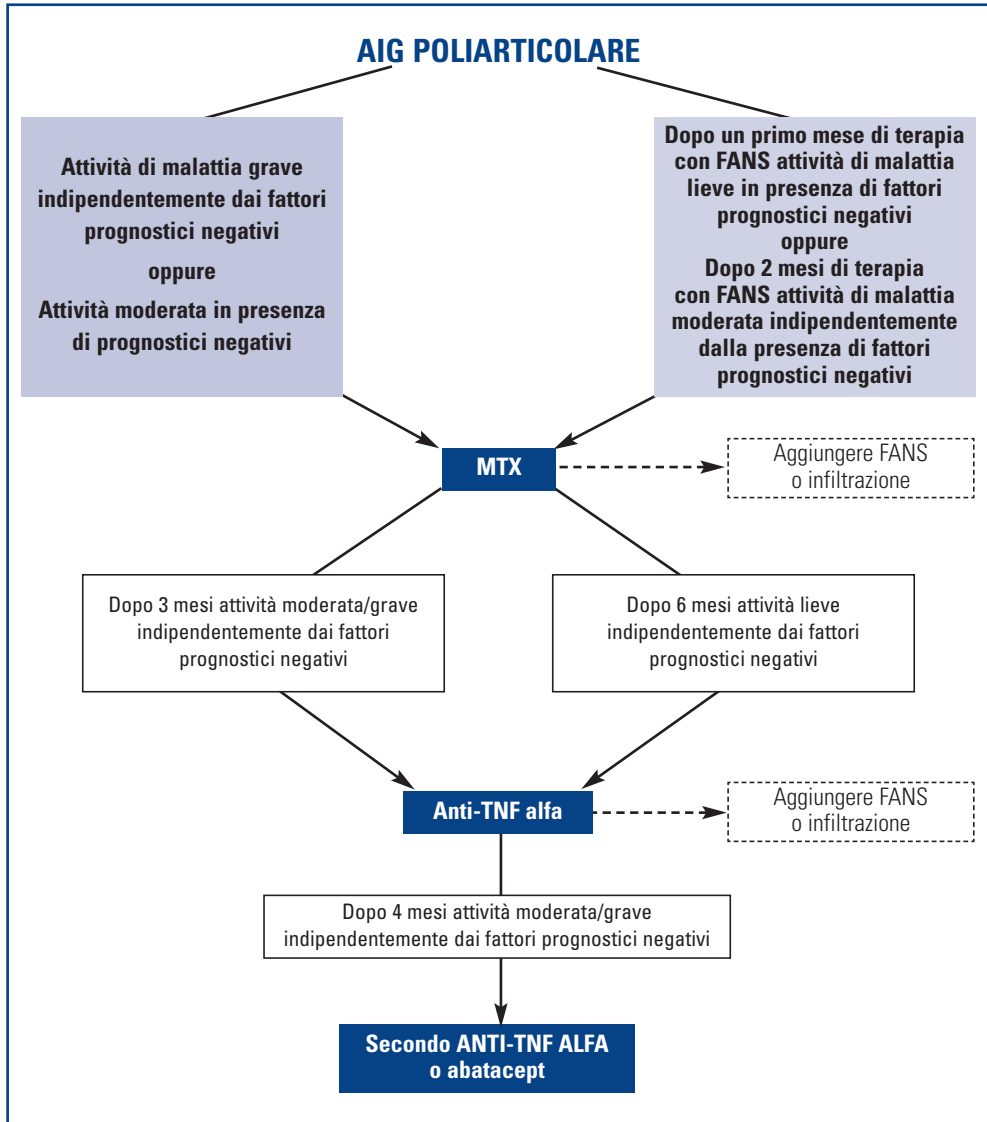 AIG POLIARTICOLARE
Attività di malattia grave
indipendentemente dai fattori
prognostici negativi
oppure
Attività moderata in presenza
di prognostici negativi
Dopo un primo mese di terapia
con FANS attività di malattia
lieve in presenza di fattori
prognostici negativi
oppure
Dopo 2 mesi di terapia
con FANS attività di malattia
moderata indipendentemente
dalla presenza di fattori
prognostici negativi
MTX
Aggiungere FANS
o infiltrazione
Dopo 3 mesi attività moderata/grave
indipendentemente dai fattori
prognostici negativi
Dopo 6 mesi attività lieve
indipendentemente dai fattori
prognostici negativi
Anti-TNF alfa
Aggiungere FANS
o infiltrazione
Dopo 4 mesi attività moderata/grave
indipendentemente dai fattori prognostici negativi
Secondo ANTI-TNF ALFA
o abatacept